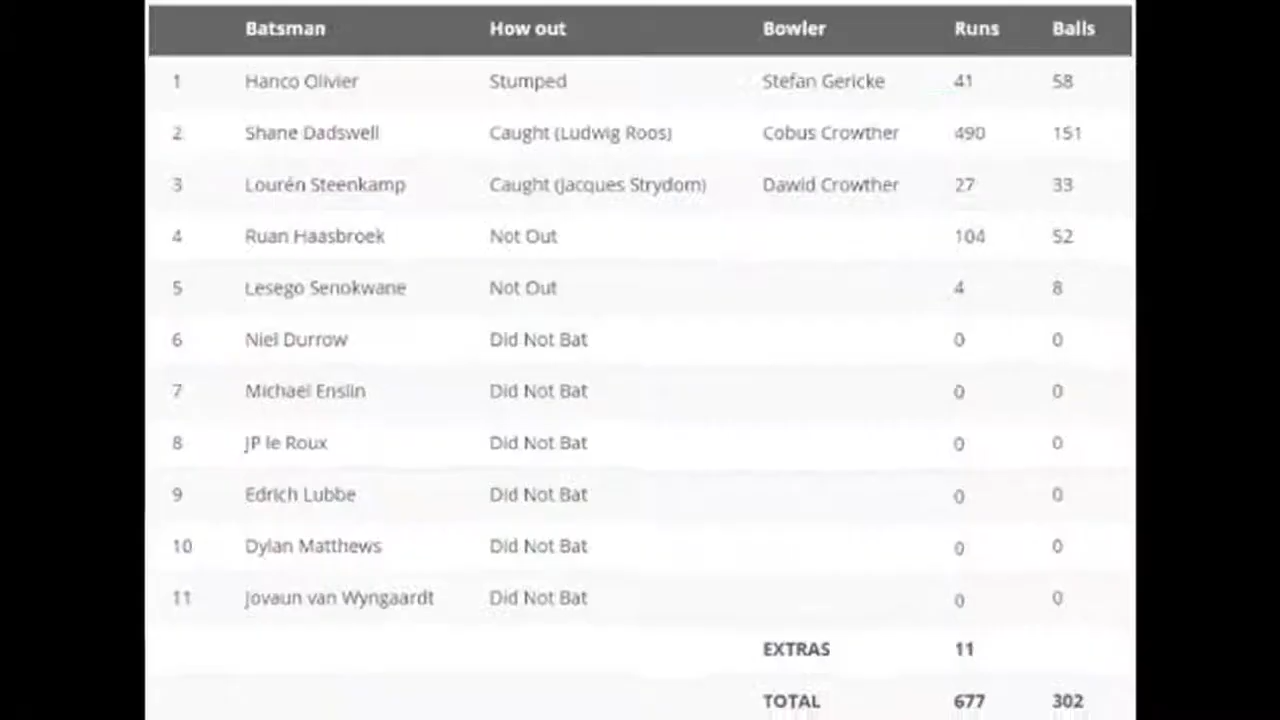 Batsman How out Bowler Runs Balls
1 Hanco Olivier Stumped Stefan Gericke 41 58
2 Shane Dadswell Caught (Ludwig Roos) Cobus Crowther 490 151
3 Lourén Steenkamp Caught (Jacques Strydom) Dawid Crowther 27 33
4 Ruan Haasbroek Not Out 104 52
5 Lesego Senokwane Not Out 4 8
6 Niel Durrow Did Not Bat 0 0
7 Michael Enslin Did Not Bat 0 0
8 JP le Roux Did Not Bat 0 0
9 Edrich Lubbe Did Not Bat 0 0
10 Dylan Matthews Did Not Bat 0 0
11 Jovaun van Wyngaardt Did Not Bat 0 0
EXTRAS 11
TOTAL 677 302